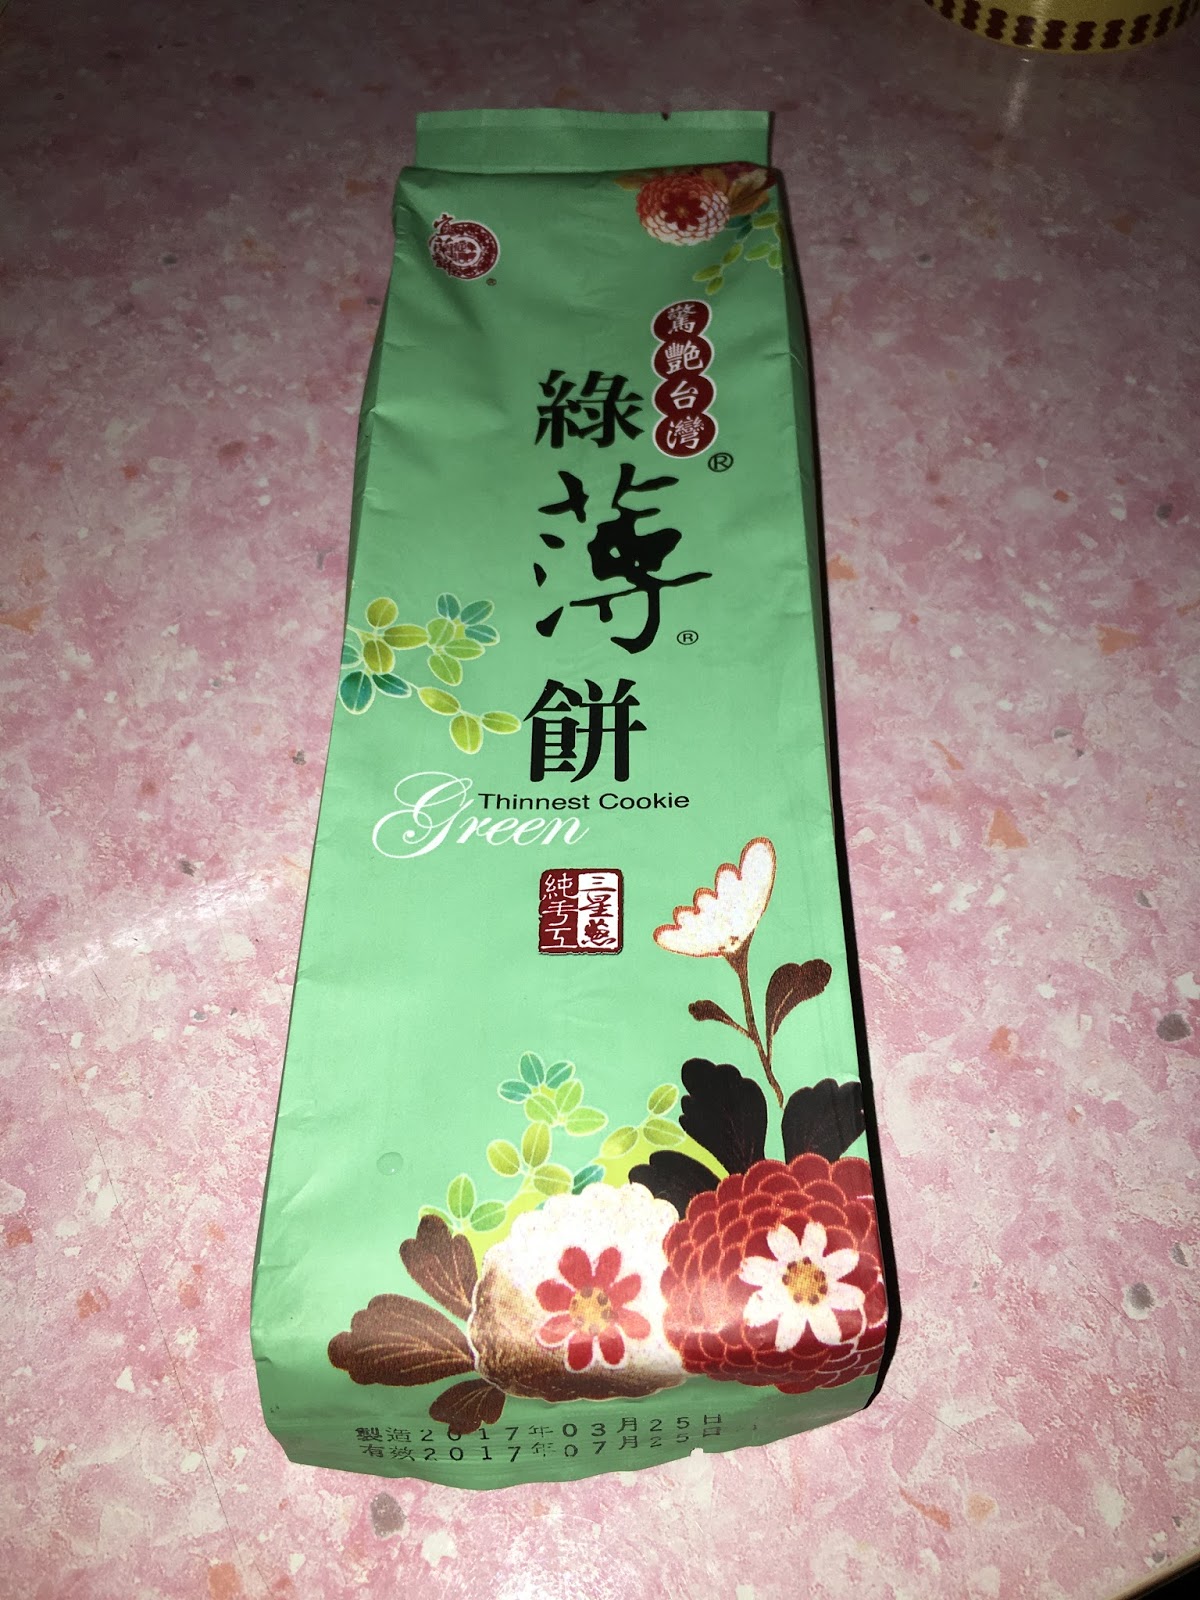 驚艷台灣®
綠薄®餅
Thinnest Cookie
Green
三星蔥
純手工
製造2017年03月25日
有效2017年07月25日